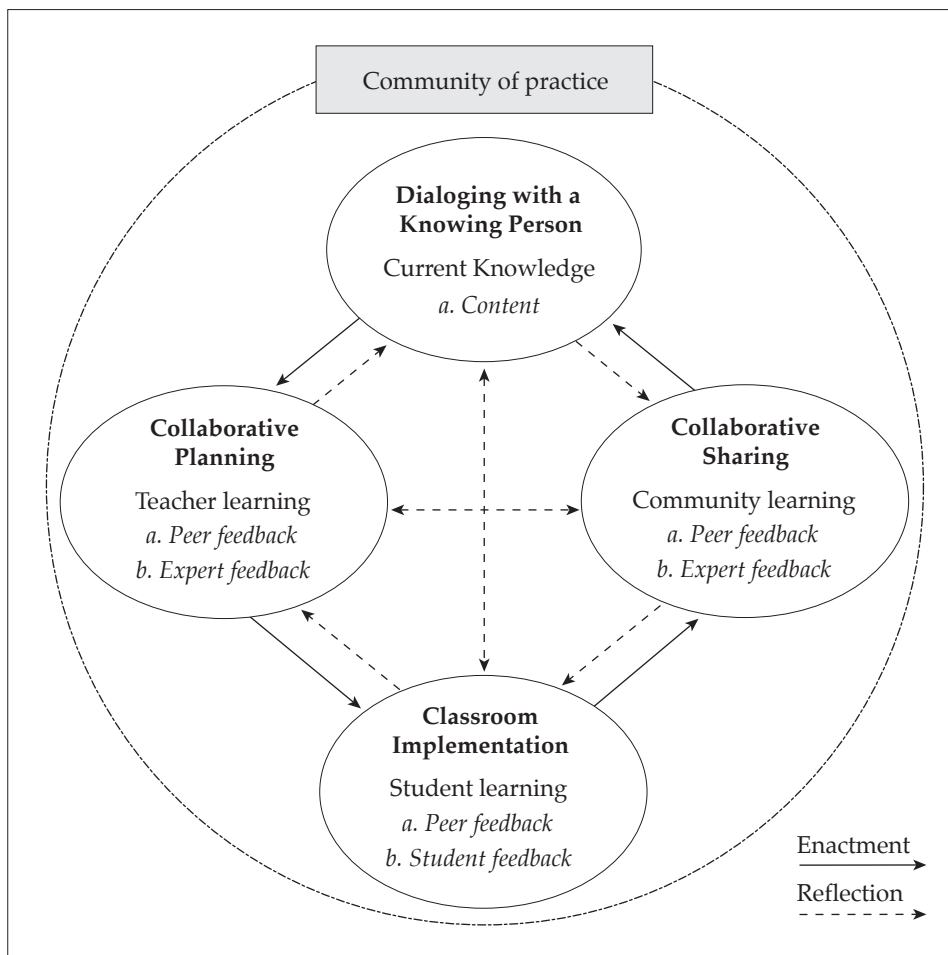 Community of practice
Dialoging with a
Knowing Person
Current Knowledge
a. Content
Collaborative
Planning
Teacher learning
a. Peer feedback
b. Expert feedback
Collaborative
Sharing
Community learning
a. Peer feedback
b. Expert feedback
Classroom
Implementation
Student learning
a. Peer feedback
b. Student feedback
Enactment
Reflection